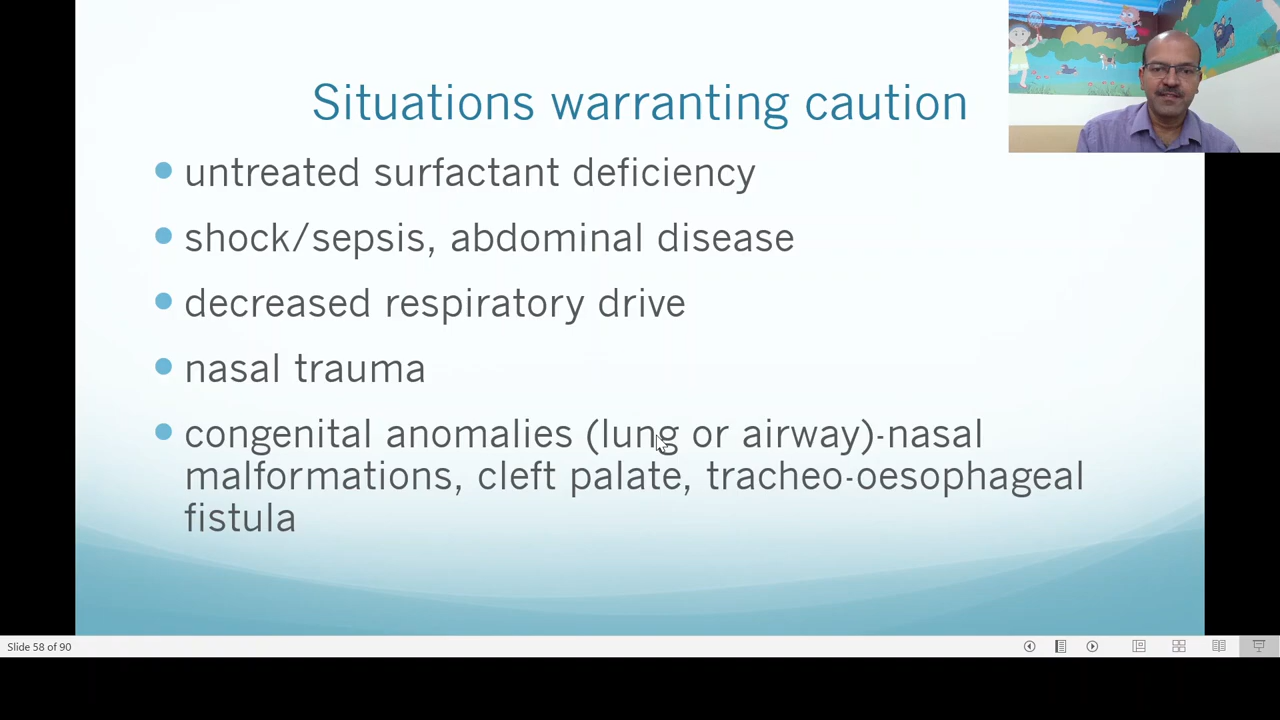 Situations warranting caution
untreated surfactant deficiency
shock/sepsis, abdominal disease
decreased respiratory drive
nasal trauma
congenital anomalies (lung or airway)-nasal
malformations, cleft palate, tracheo-oesophageal
fistula
Slide 58 of 90